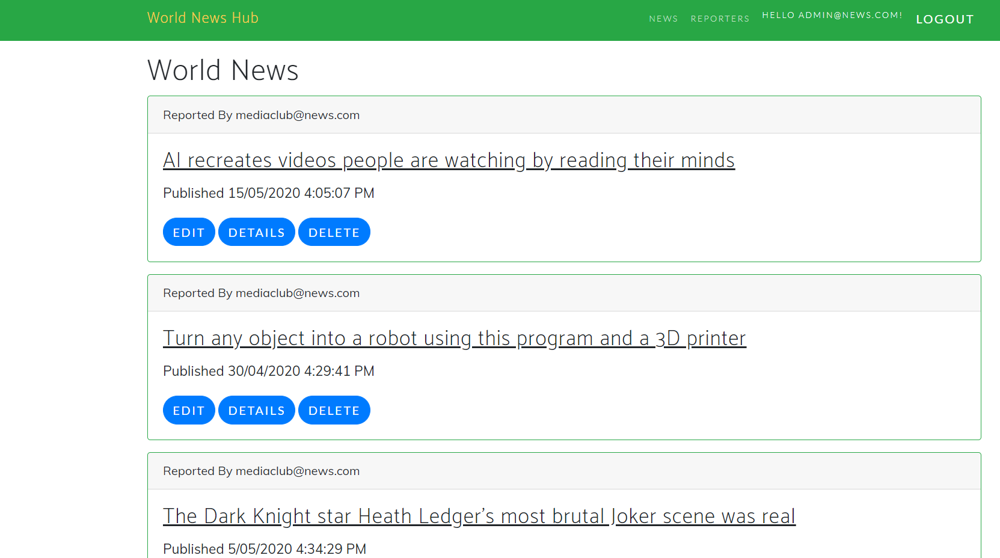 World News Hub
NEWS REPORTERS HELLO ADMIN@NEWS.COM! LOGOUT
World News
Reported By mediaclub@news.com
AI recreates videos people are watching by reading their minds
Published 15/05/2020 4:05:07 PM
EDIT DETAILS DELETE
Reported By mediaclub@news.com
Turn any object into a robot using this program and a 3D printer
Published 30/04/2020 4:29:41 PM
EDIT DETAILS DELETE
Reported By mediaclub@news.com
The Dark Knight star Heath Ledger’s most brutal Joker scene was real
Published 5/05/2020 4:34:29 PM